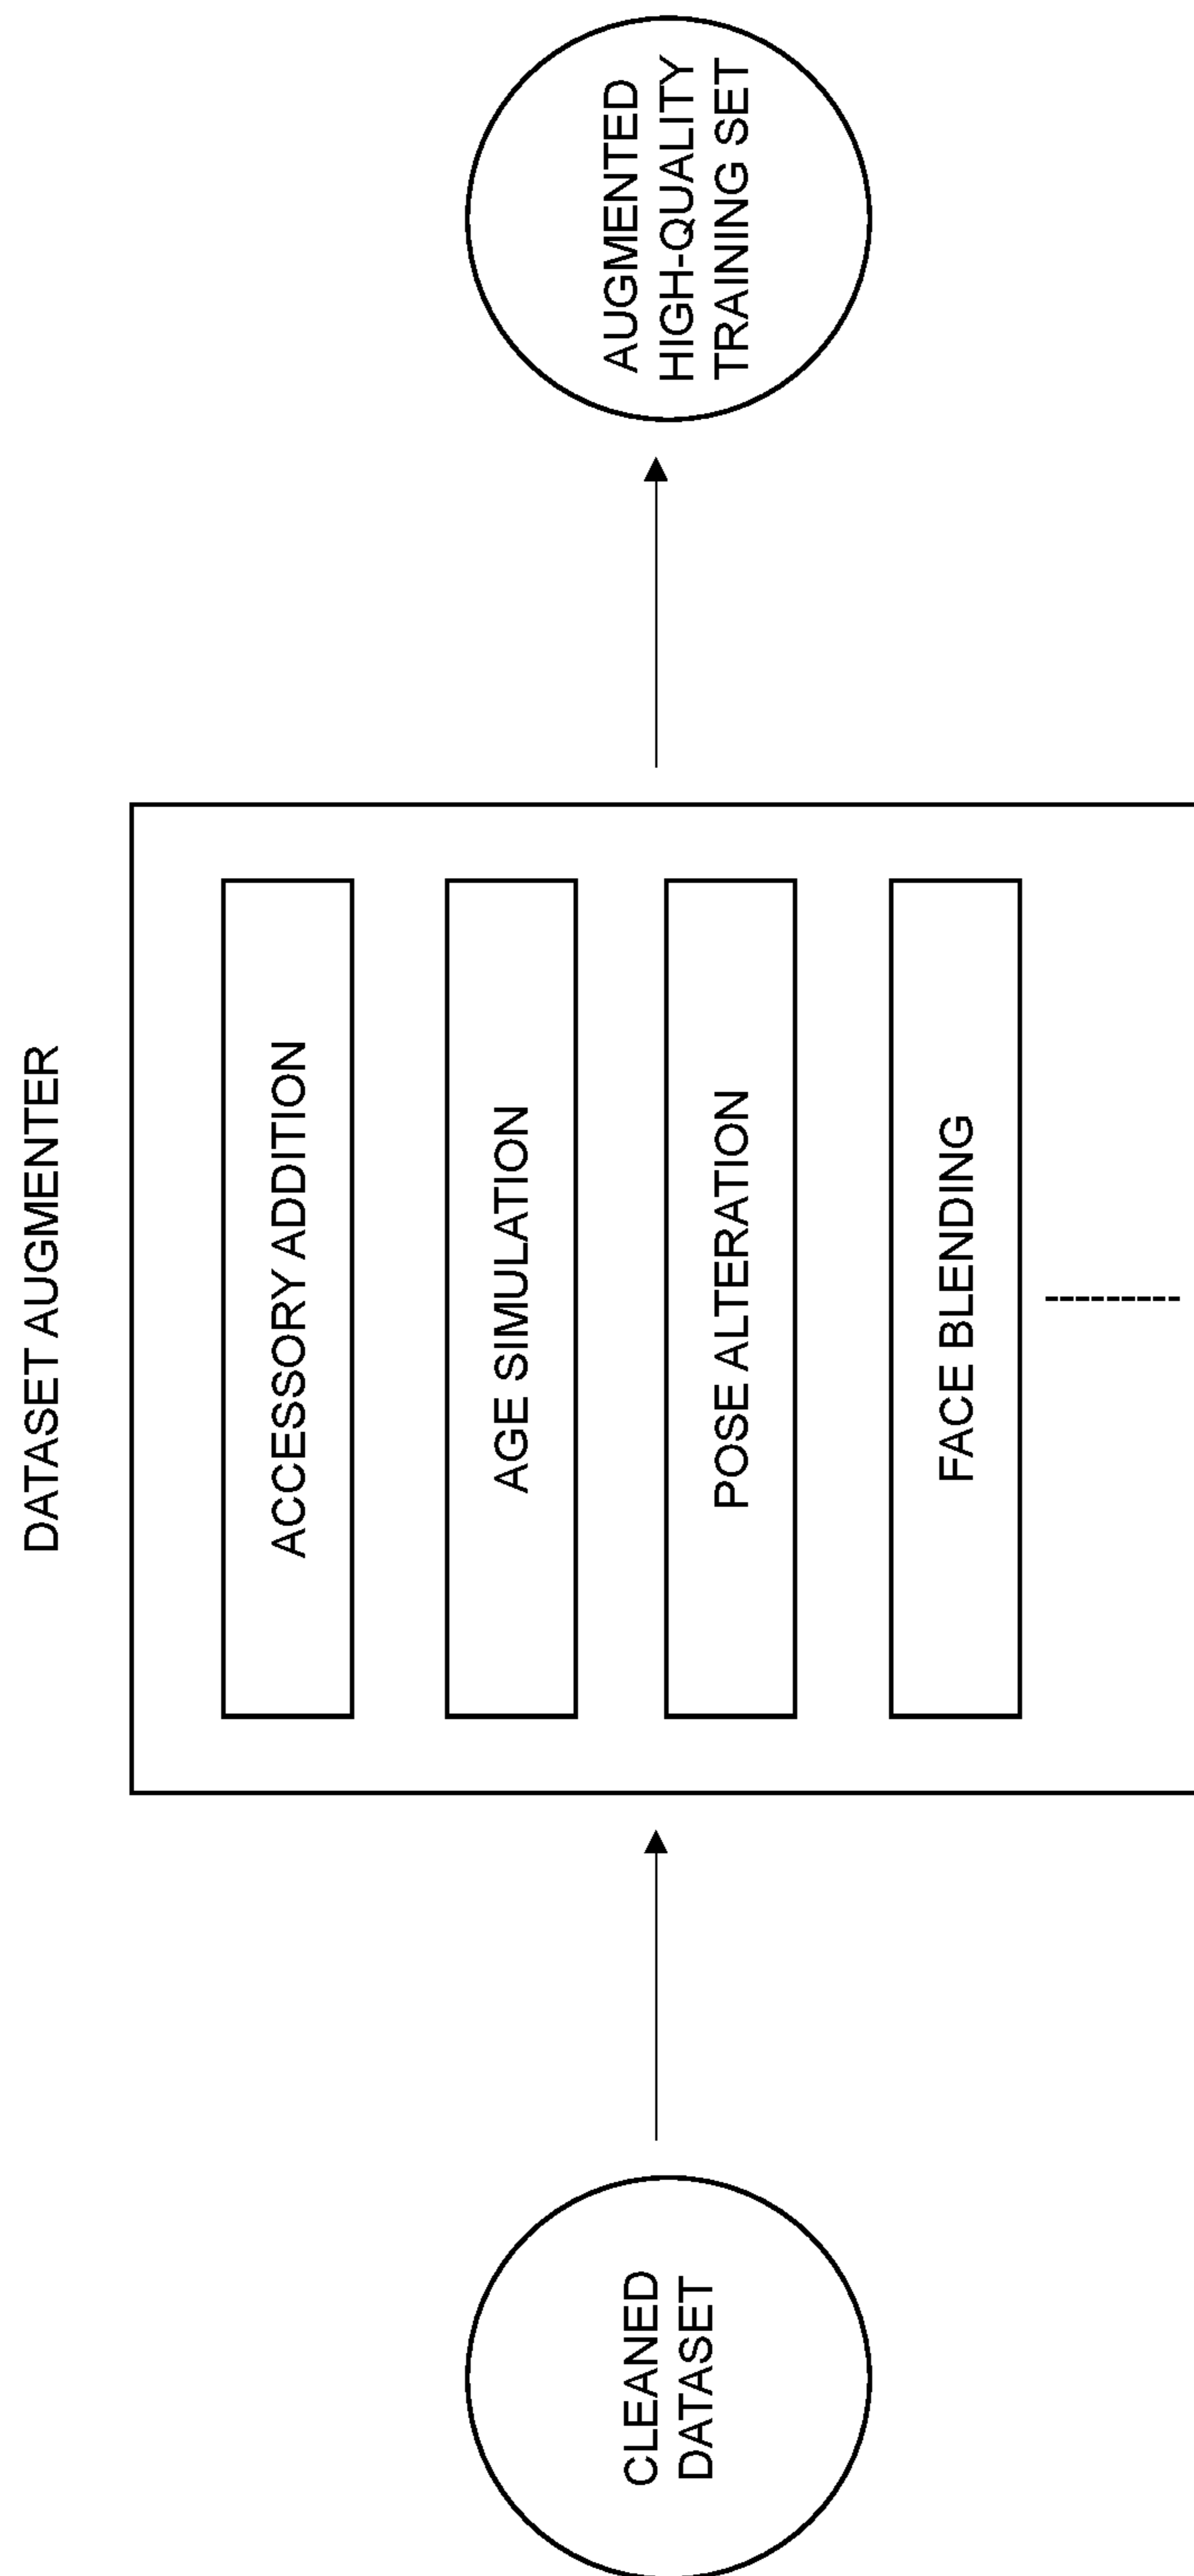 DATASET AUGMENTER
CLEANED
DATASET
ACCESSORY ADDITION
AGE SIMULATION
POSE ALTERATION
FACE BLENDING
AUGMENTED
HIGH-QUALITY
TRAINING SET